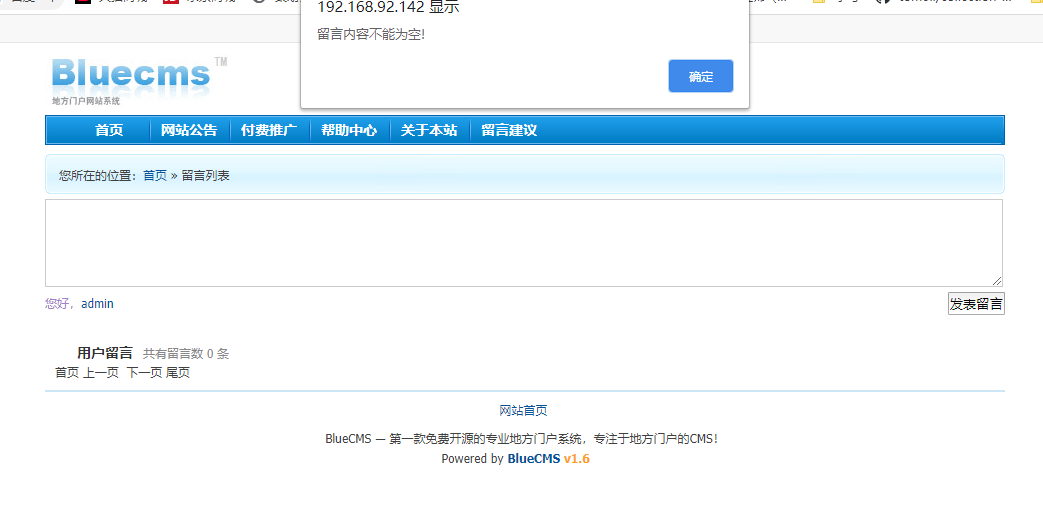 192.168.92.142 显示
留言内容不能为空!
确定
Bluecms TM
地方门户网站系统
首页 网站公告 付费推广 帮助中心 关于本站 留言建议
您所在的位置：首页 » 留言列表
您好，admin
发表留言
用户留言 共有留言数 0 条
首页 上一页 下一页 尾页
网站首页
BlueCMS — 第一款免费开源的专业地方门户系统，专注于地方门户的CMS!
Powered by BlueCMS v1.6